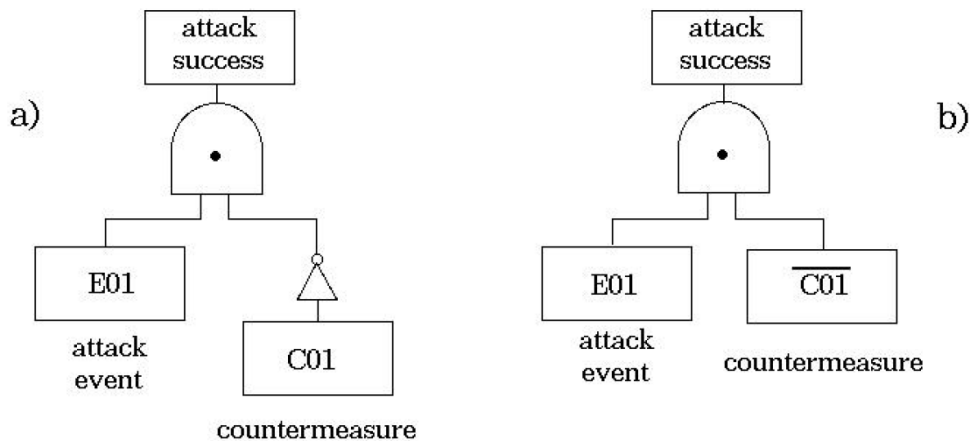 attack
success
a)
E01
attack
event
C01
countermeasure
attack
success
b)
E01
attack
event
C01
countermeasure